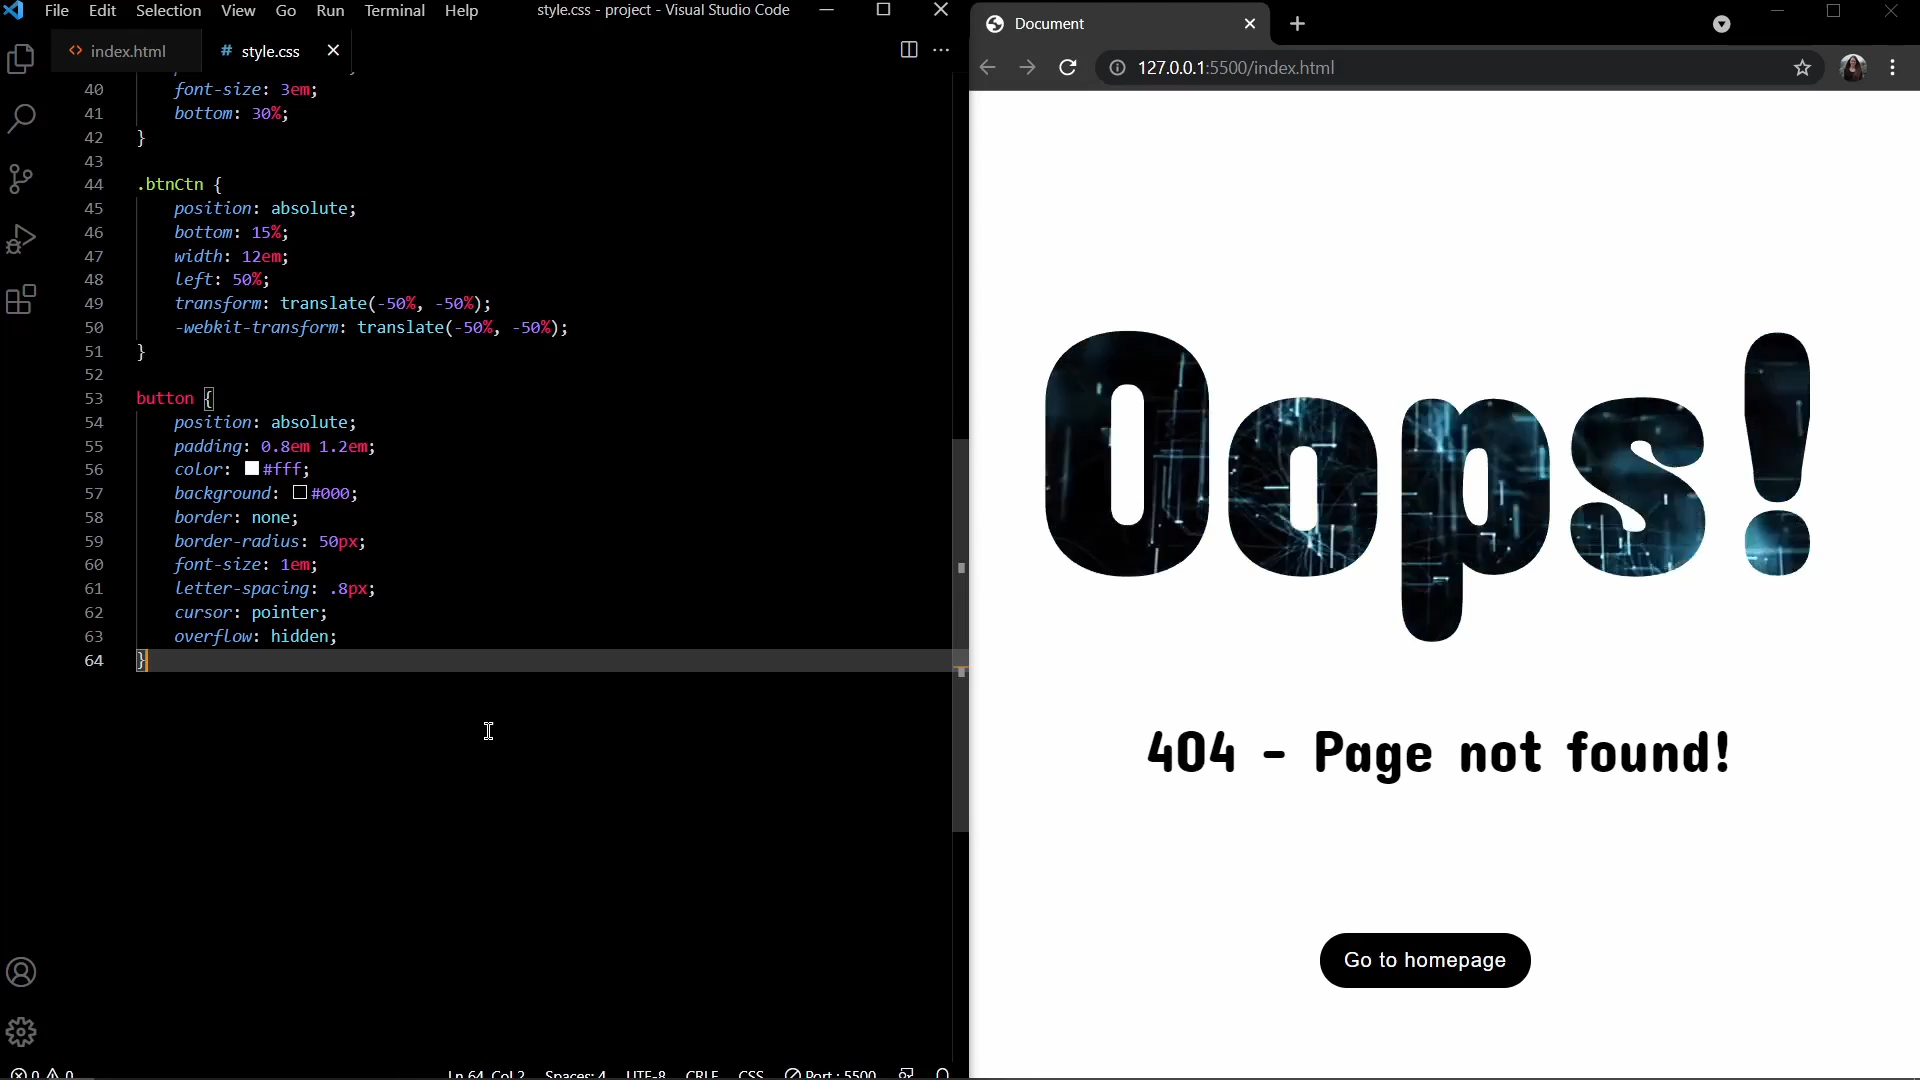 File Edit Selection View Go Run Terminal Help style.css - project - Visual Studio Code
index.html
style.css
40 font-size: 3em;
41 bottom: 30%;
42 }
43
44 .btnCtn {
45 position: absolute;
46 bottom: 15%;
47 width: 12em;
48 left: 50%;
49 transform: translate(-50%, -50%);
50 -webkit-transform: translate(-50%, -50%);
51 }
52
53 button {
54 position: absolute;
55 padding: 0.8em 1.2em;
56 color: #fff;
57 background: #000;
58 border: none;
59 border-radius: 50px;
60 font-size: 1em;
61 letter-spacing: .8px;
62 cursor: pointer;
63 overflow: hidden;
64 }
0 0 Ln 64, Col 2 Spaces: 4 UTF-8 CRLF CSS Port : 5500
Document
127.0.0.1:5500/index.html
Oops!
404 - Page not found!
Go to homepage